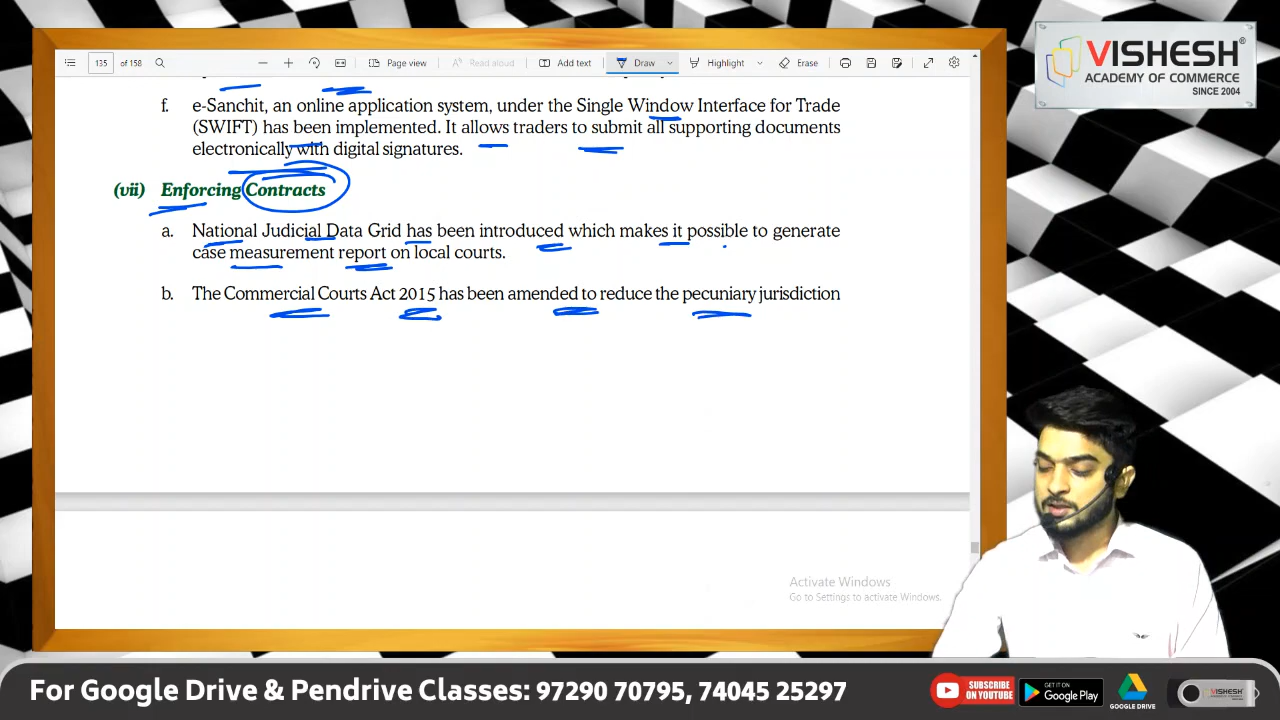 VISHESH®
ACADEMY OF COMMERCE
SINCE 2004
135 of 158
Page view
Read aloud
Add text
Draw
Highlight
Erase
f. e-Sanchit, an online application system, under the Single Window Interface for Trade
(SWIFT) has been implemented. It allows traders to submit all supporting documents
electronically with digital signatures.
(vii) Enforcing Contracts
a. National Judicial Data Grid has been introduced which makes it possible to generate
case measurement report on local courts.
b. The Commercial Courts Act 2015 has been amended to reduce the pecuniary jurisdiction
Activate Windows
Go to Settings to activate Windows.
For Google Drive & Pendrive Classes: 97290 70795, 74045 25297
SUBSCRIBE
ON YOUTUBE
GET IT ON
Google Play
GOOGLE DRIVE
VISHESH